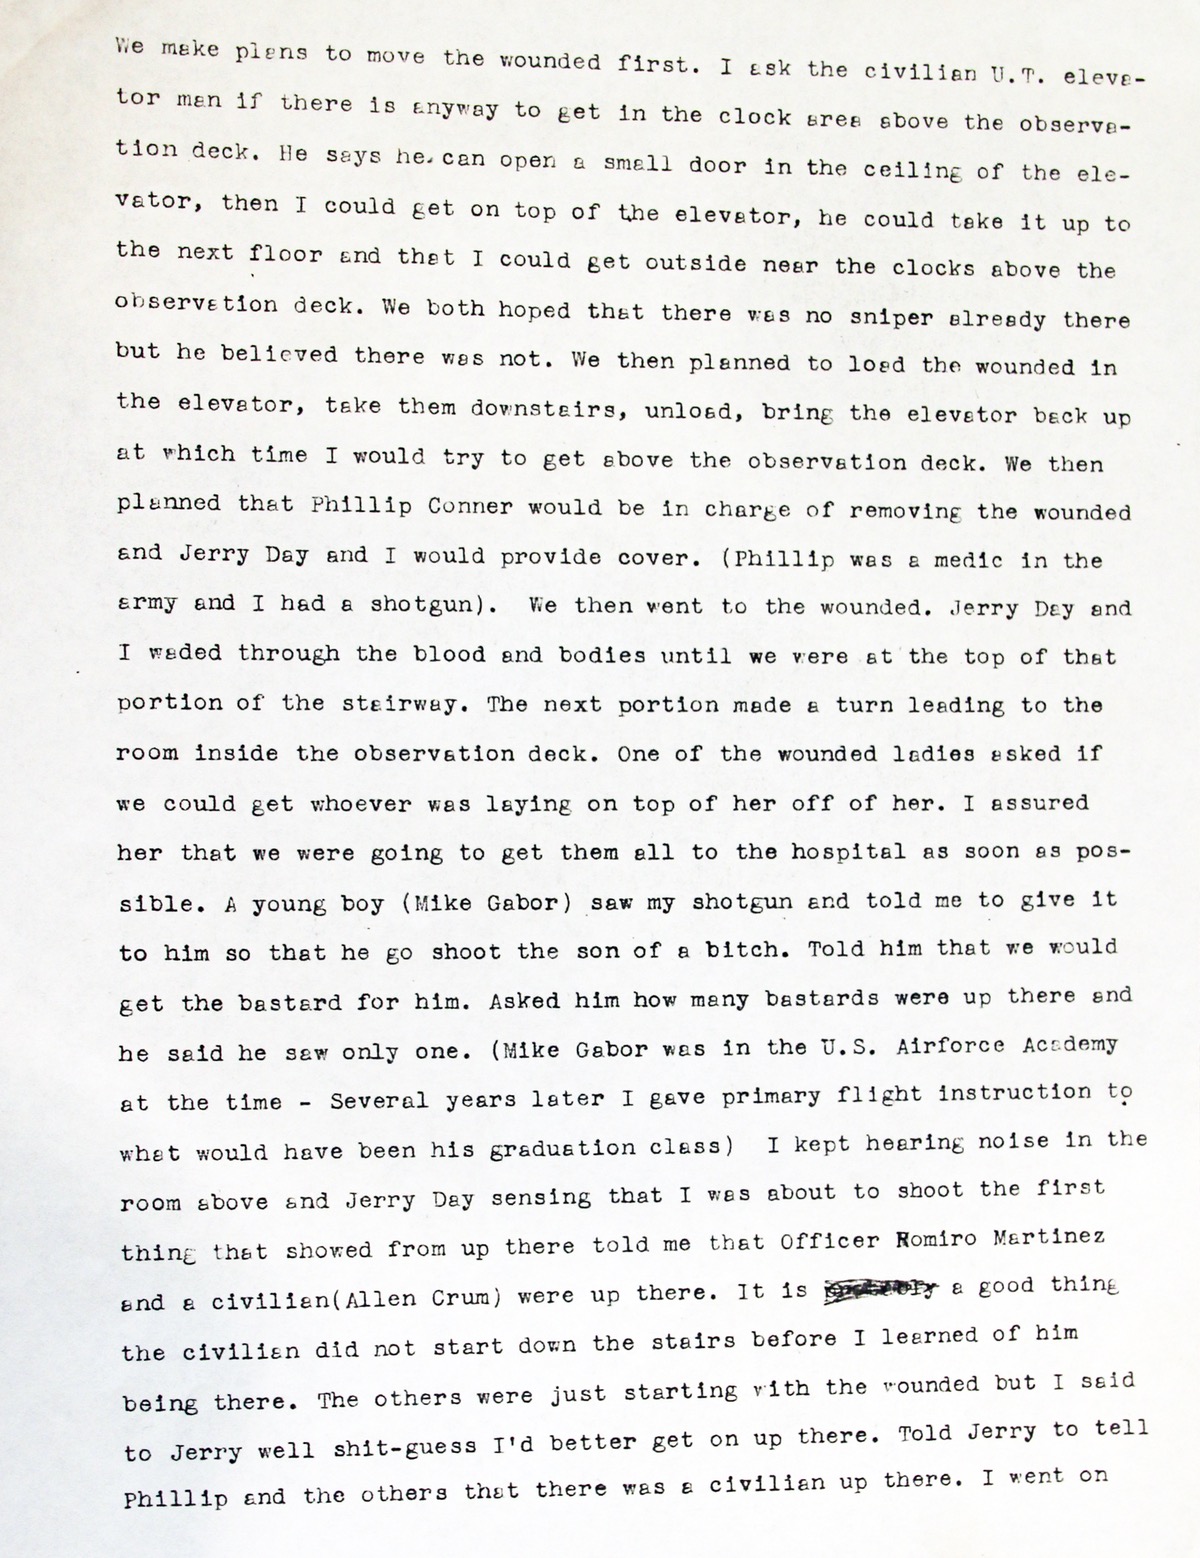 We make plans to move the wounded first. I ask the civilian U.T. eleva-
tor man if there is anyway to get in the clock area above the observa-
tion deck. He says he can open a small door in the ceiling of the ele-
vator, then I could get on top of the elevator, he could take it up to
the next floor and that I could get outside near the clocks above the
observation deck. We both hoped that there was no sniper already there
but he believed there was not. We then planned to load the wounded in
the elevator, take them downstairs, unload, bring the elevator back up
at which time I would try to get above the observation deck. We then
planned that Phillip Conner would be in charge of removing the wounded
and Jerry Day and I would provide cover. (Phillip was a medic in the
army and I had a shotgun).  We then went to the wounded. Jerry Day and
I waded through the blood and bodies until we were at the top of that
portion of the stairway. The next portion made a turn leading to the
room inside the observation deck. One of the wounded ladies asked if
we could get whoever was laying on top of her off of her. I assured
her that we were going to get them all to the hospital as soon as pos-
sible. A young boy (Mike Gabor) saw my shotgun and told me to give it
to him so that he go shoot the son of a bitch. Told him that we would
get the bastard for him. Asked him how many bastards were up there and
he said he saw only one. (Mike Gabor was in the U.S. Airforce Academy
at the time - Several years later I gave primary flight instruction to
what would have been his graduation class)  I kept hearing noise in the
room above and Jerry Day sensing that I was about to shoot the first
thing that showed from up there told me that Officer Romiro Martinez
and a civilian(Allen Crum) were up there. It is a good thing
the civilian did not start down the stairs before I learned of him
being there. The others were just starting with the wounded but I said
to Jerry well shit-guess I'd better get on up there. Told Jerry to tell
Phillip and the others that there was a civilian up there. I went on